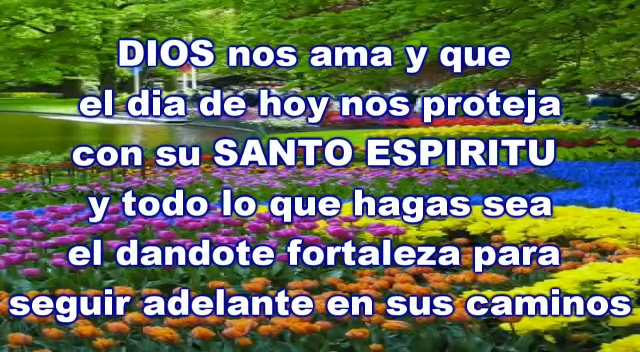 DIOS nos ama y que
el dia de hoy nos proteja
con su SANTO ESPIRITU
y todo lo que hagas sea
el dandote fortaleza para
seguir adelante en sus caminos